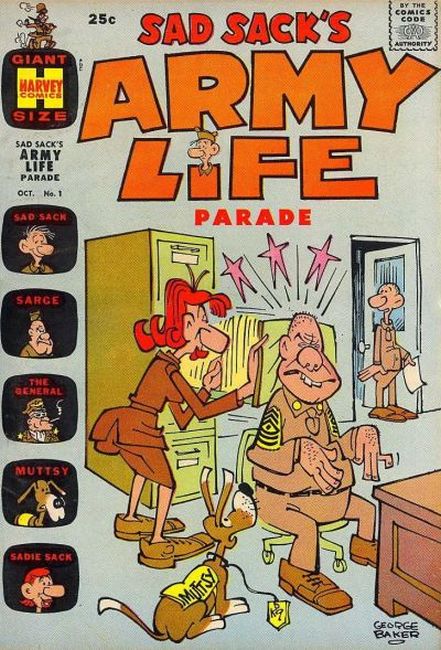 25¢
SAD SACK'S
ARMY
LIFE
PARADE
BY THE
COMICS
CODE
AUTHORITY
GIANT
H
HARVEY
COMICS
SIZE
SAD SACK'S
ARMY
LIFE
PARADE
OCT. No. 1
SAD SACK
SARGE
THE
GENERAL
MUTTSY
SADIE SACK
MUTTSY
GEORGE
BAKER